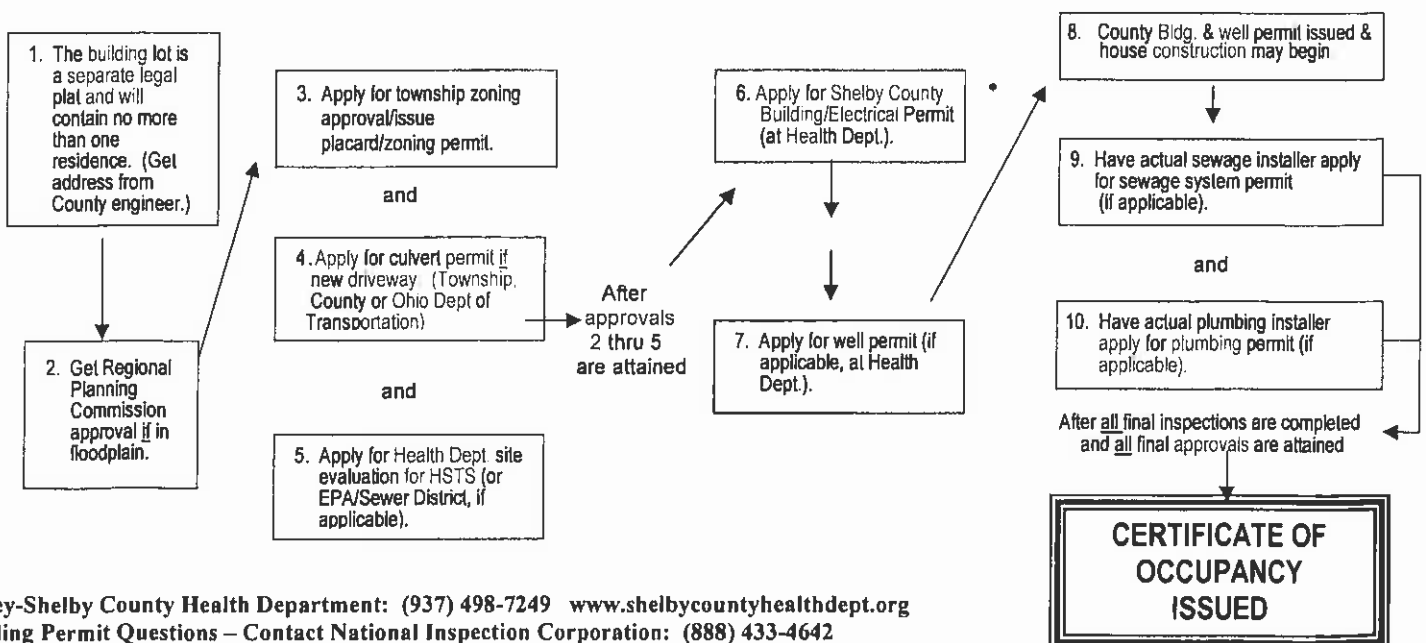 1. The building lot is
a separate legal
plat and will
contain no more
than one
residence. (Get
address from
County engineer.)
2. Get Regional
Planning
Commission
approval if in
floodplain.
3. Apply for township zoning
approval/issue
placard/zoning permit.
and
4. Apply for culvert permit if
new driveway. (Township,
County or Ohio Dept of
Transportation)
and
5. Apply for Health Dept. site
evaluation for HSTS (or
EPA/Sewer District, if
applicable).
After
approvals
2 thru 5
are attained
6. Apply for Shelby County
Building/Electrical Permit
(at Health Dept.).
7. Apply for well permit (if
applicable, at Health
Dept.).
8. County Bldg. & well permit issued &
house construction may begin
9. Have actual sewage installer apply
for sewage system permit
(if applicable).
and
10. Have actual plumbing installer
apply for plumbing permit (if
applicable).
After all final inspections are completed
and all final approvals are attained
CERTIFICATE OF
OCCUPANCY
ISSUED
ey-Shelby County Health Department: (937) 498-7249 www.shelbycountyhealthdept.org
ling Permit Questions – Contact National Inspection Corporation: (888) 433-4642